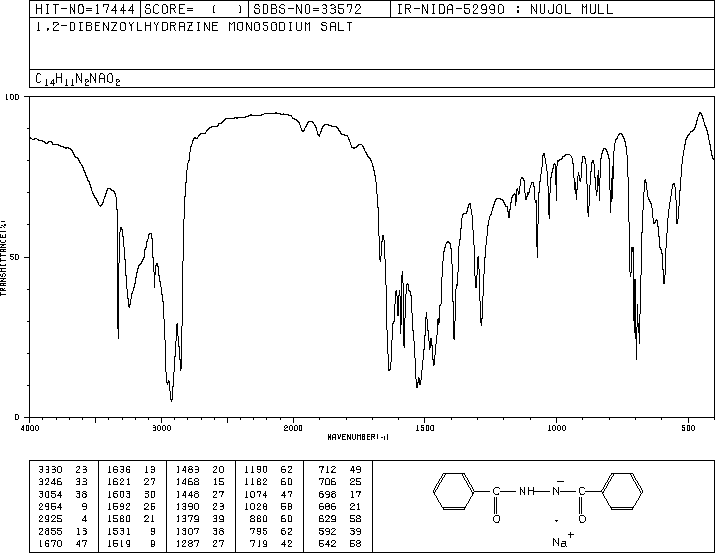 HIT-NO=17444 SCORE= ( ) SDBS-NO=33572 IR-NIDA-52990 : NUJOL MULL
1,2-DIBENZOYLHYDRAZINE MONOSODIUM SALT
C14H11N2NAO2
100
50
0
TRANSMITTANCE(%)
4000 3000 2000 1500 1000 500
WAVENUMBER(-1)
3330 23 1636 13 1489 20 1190 62 712 49
3246 33 1621 27 1468 15 1182 60 706 25
3054 38 1603 30 1448 27 1074 47 698 17
2964 9 1592 26 1390 23 1028 58 686 21
2925 4 1580 21 1379 39 880 60 629 58
2855 13 1531 9 1307 38 795 62 592 39
1670 47 1519 9 1287 27 719 42 542 58
C NH N− C
O O
Na+